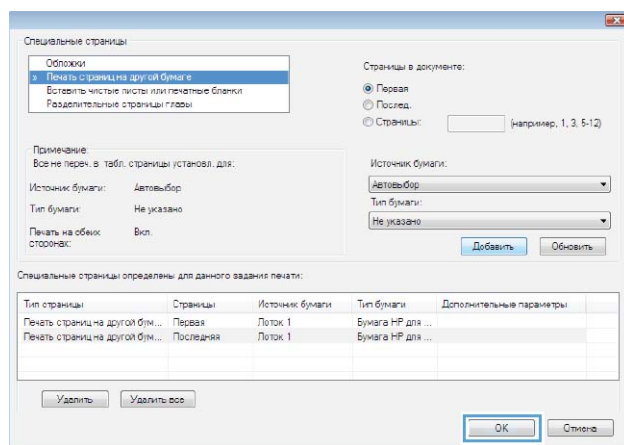 Специальные страницы
Обложки
» Печать страниц на другой бумаге
Вставить чистые листы или печатные бланки
Разделительные страницы главы
Страницы в документе:
Первая
Послед.
Страницы: (например, 1, 3, 5-12)
Примечание:
Все не переч. в табл. страницы установл. для:
Источник бумаги: Автовыбор
Тип бумаги: Не указано
Печать на обеих сторонах: Вкл.
Источник бумаги:
Автовыбор
Тип бумаги:
Не указано
Добавить Обновить
Специальные страницы определены для данного задания печати:
Тип страницы Страницы Источник бумаги Тип бумаги Дополнительные параметры
Печать страниц на другой бум... Первая Лоток 1 Бумага HP для ...
Печать страниц на другой бум... Последняя Лоток 1 Бумага HP для ...
Удалить Удалить все
OK Отмена